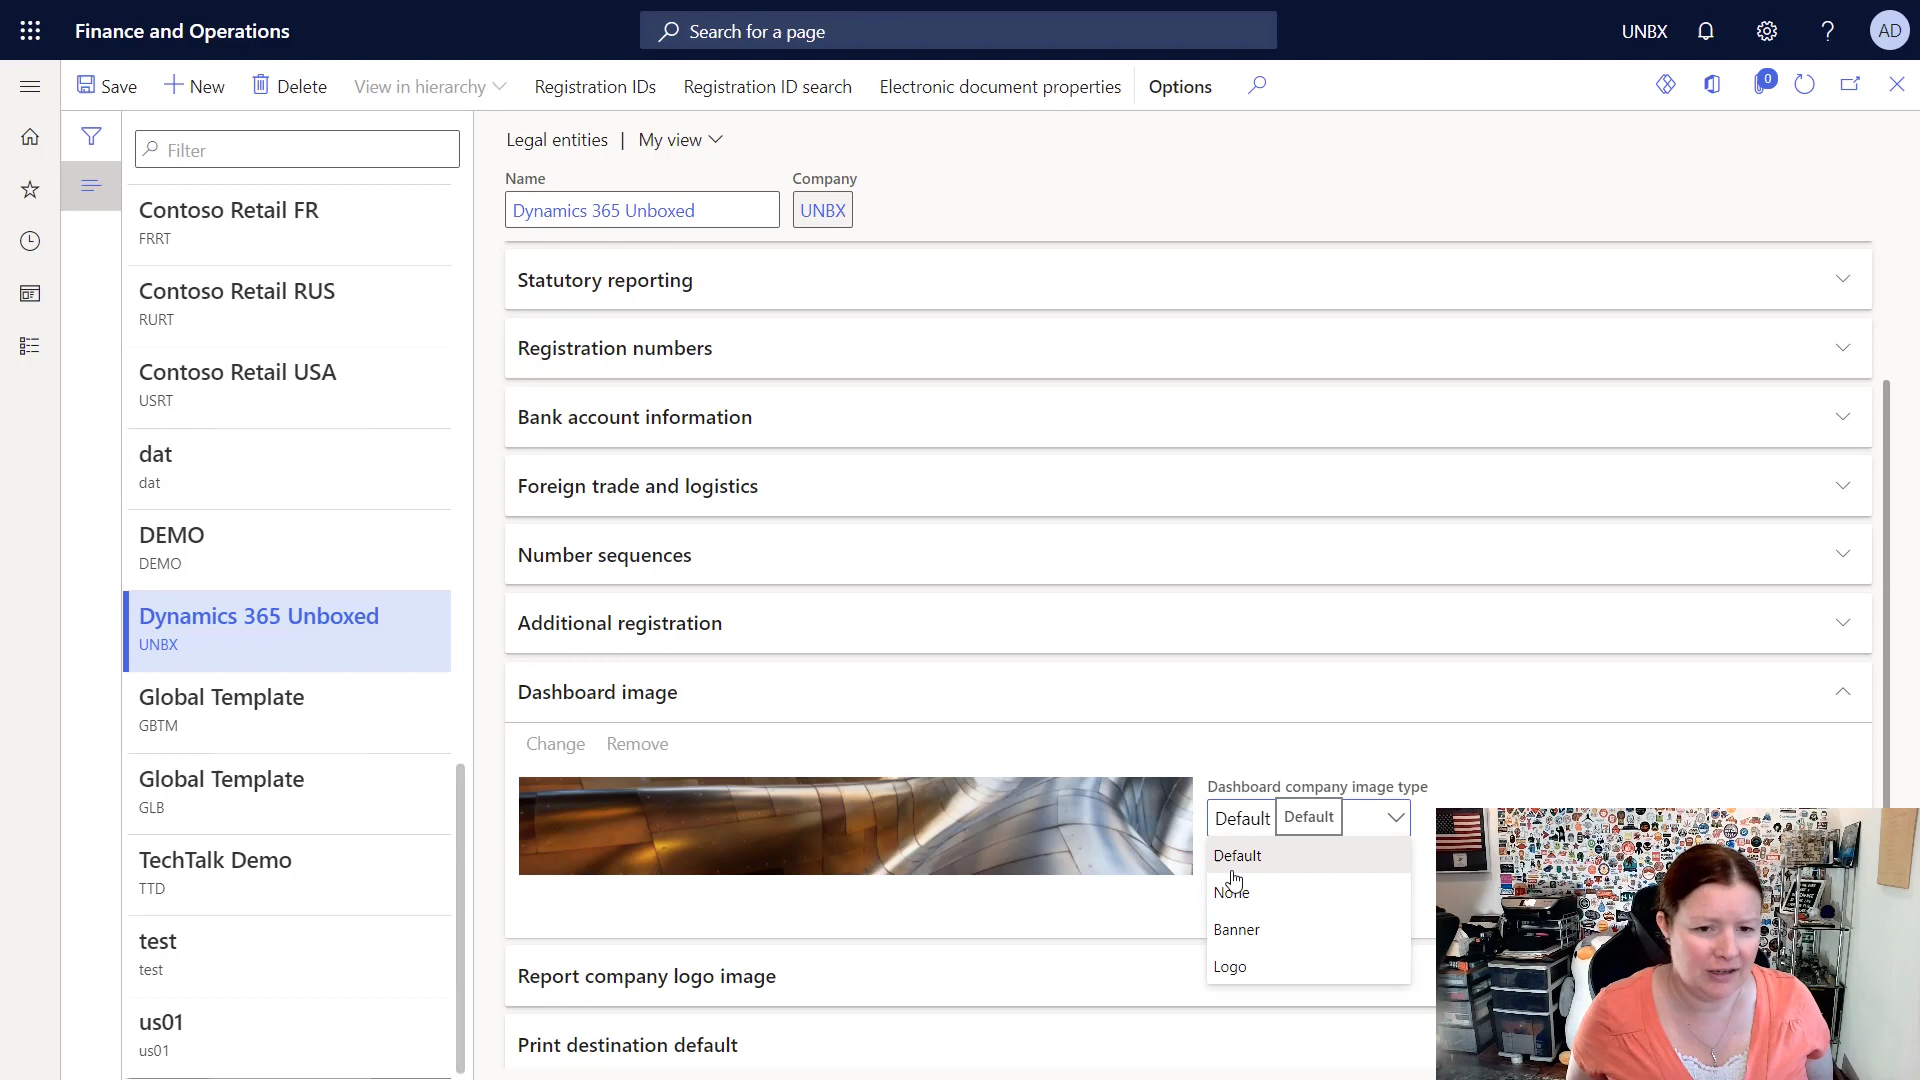 Finance and Operations
Search for a page
UNBX
?
AD
Save
New
Delete
View in hierarchy
Registration IDs
Registration ID search
Electronic document properties
Options
0
Filter
Contoso Retail FR
FRRT
Contoso Retail RUS
RURT
Contoso Retail USA
USRT
dat
dat
DEMO
DEMO
Dynamics 365 Unboxed
UNBX
Global Template
GBTM
Global Template
GLB
TechTalk Demo
TTD
test
test
us01
us01
Legal entities | My view
Name
Company
Dynamics 365 Unboxed
UNBX
Statutory reporting
Registration numbers
Bank account information
Foreign trade and logistics
Number sequences
Additional registration
Dashboard image
Change Remove
Dashboard company image type
Default
Default
Default
None
Banner
Logo
Report company logo image
Print destination default